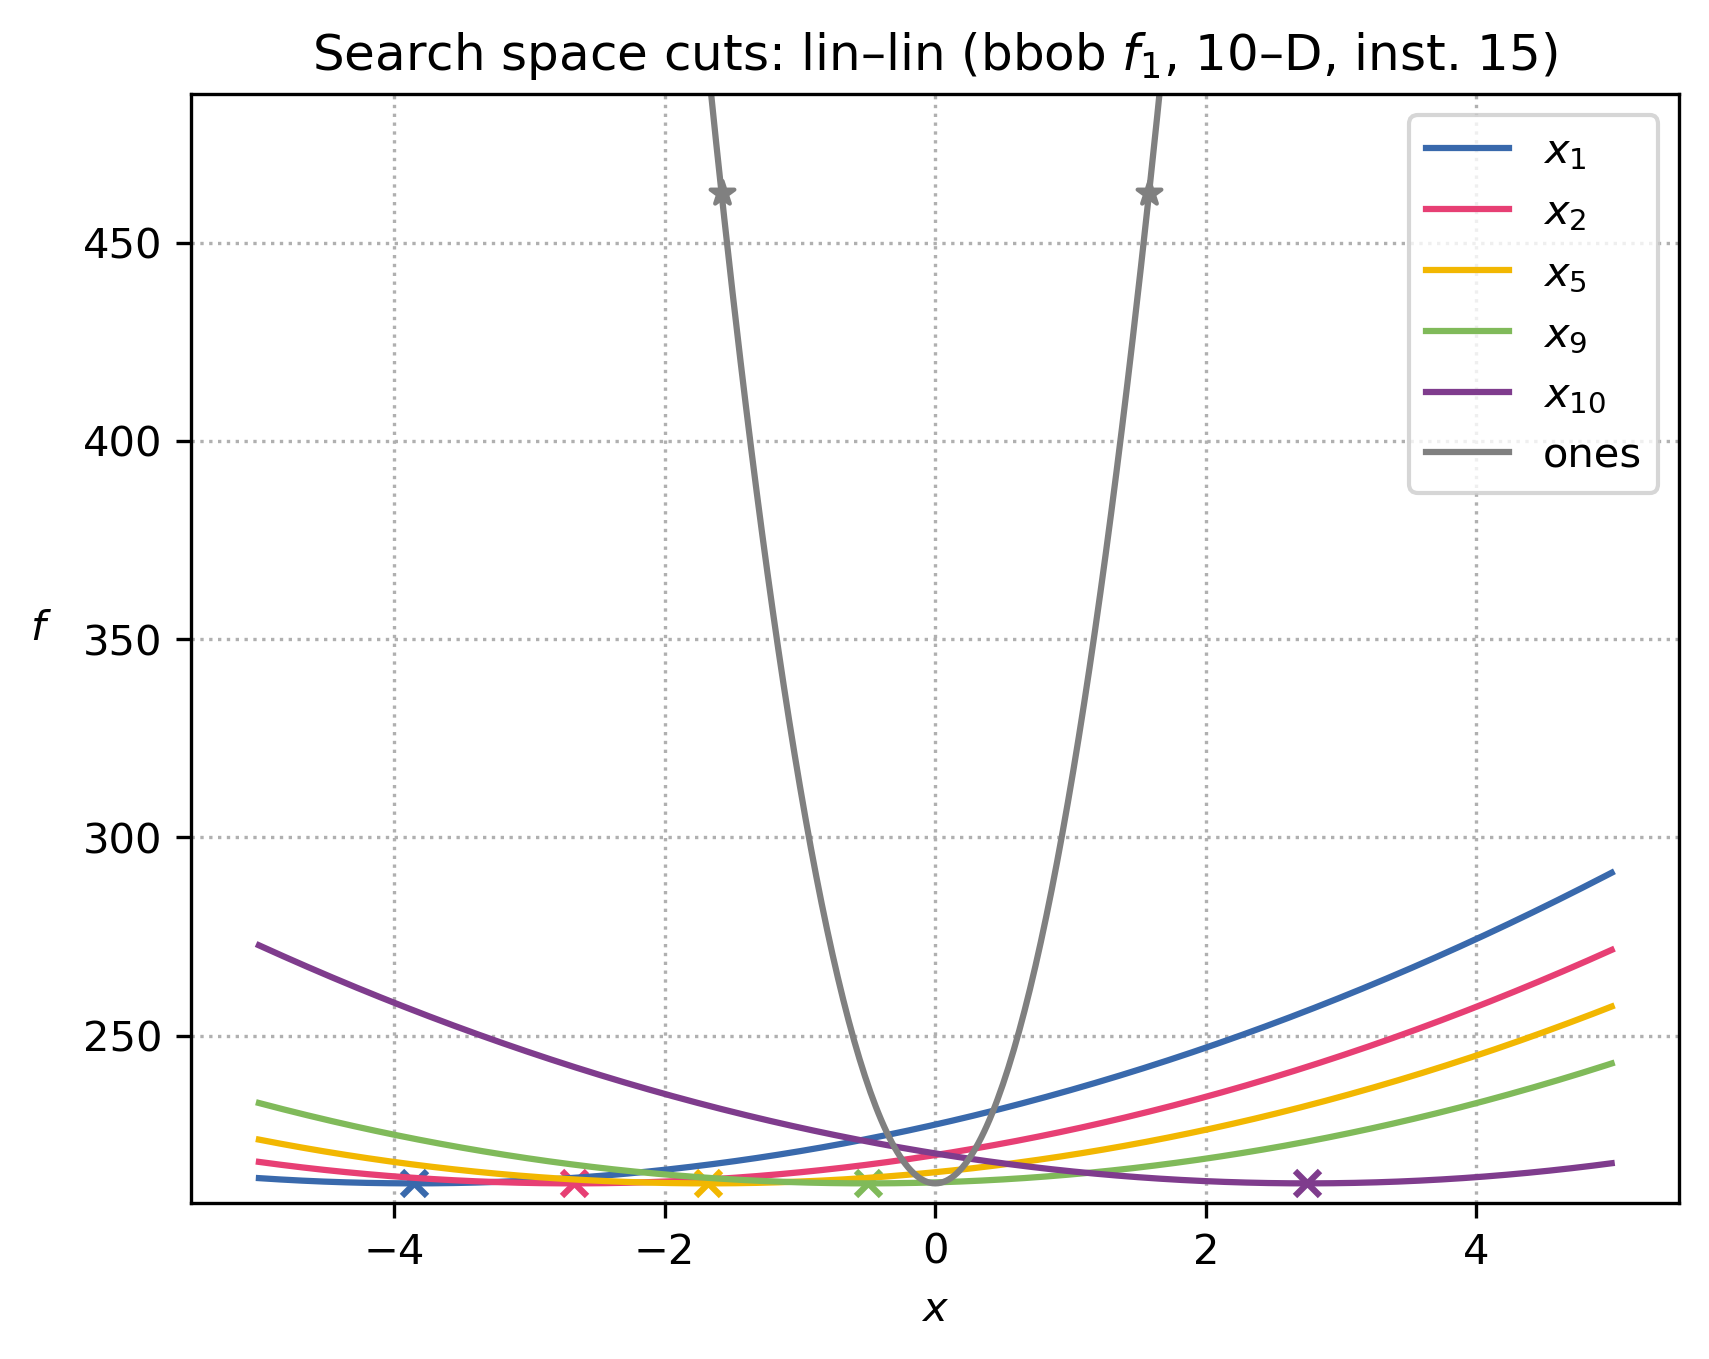 Search space cuts: lin–lin (bbob f₁, 10–D, inst. 15)
x₁
x₂
x₅
x₉
x₁₀
ones
450
400
350
300
250
f
−4
−2
0
2
4
x